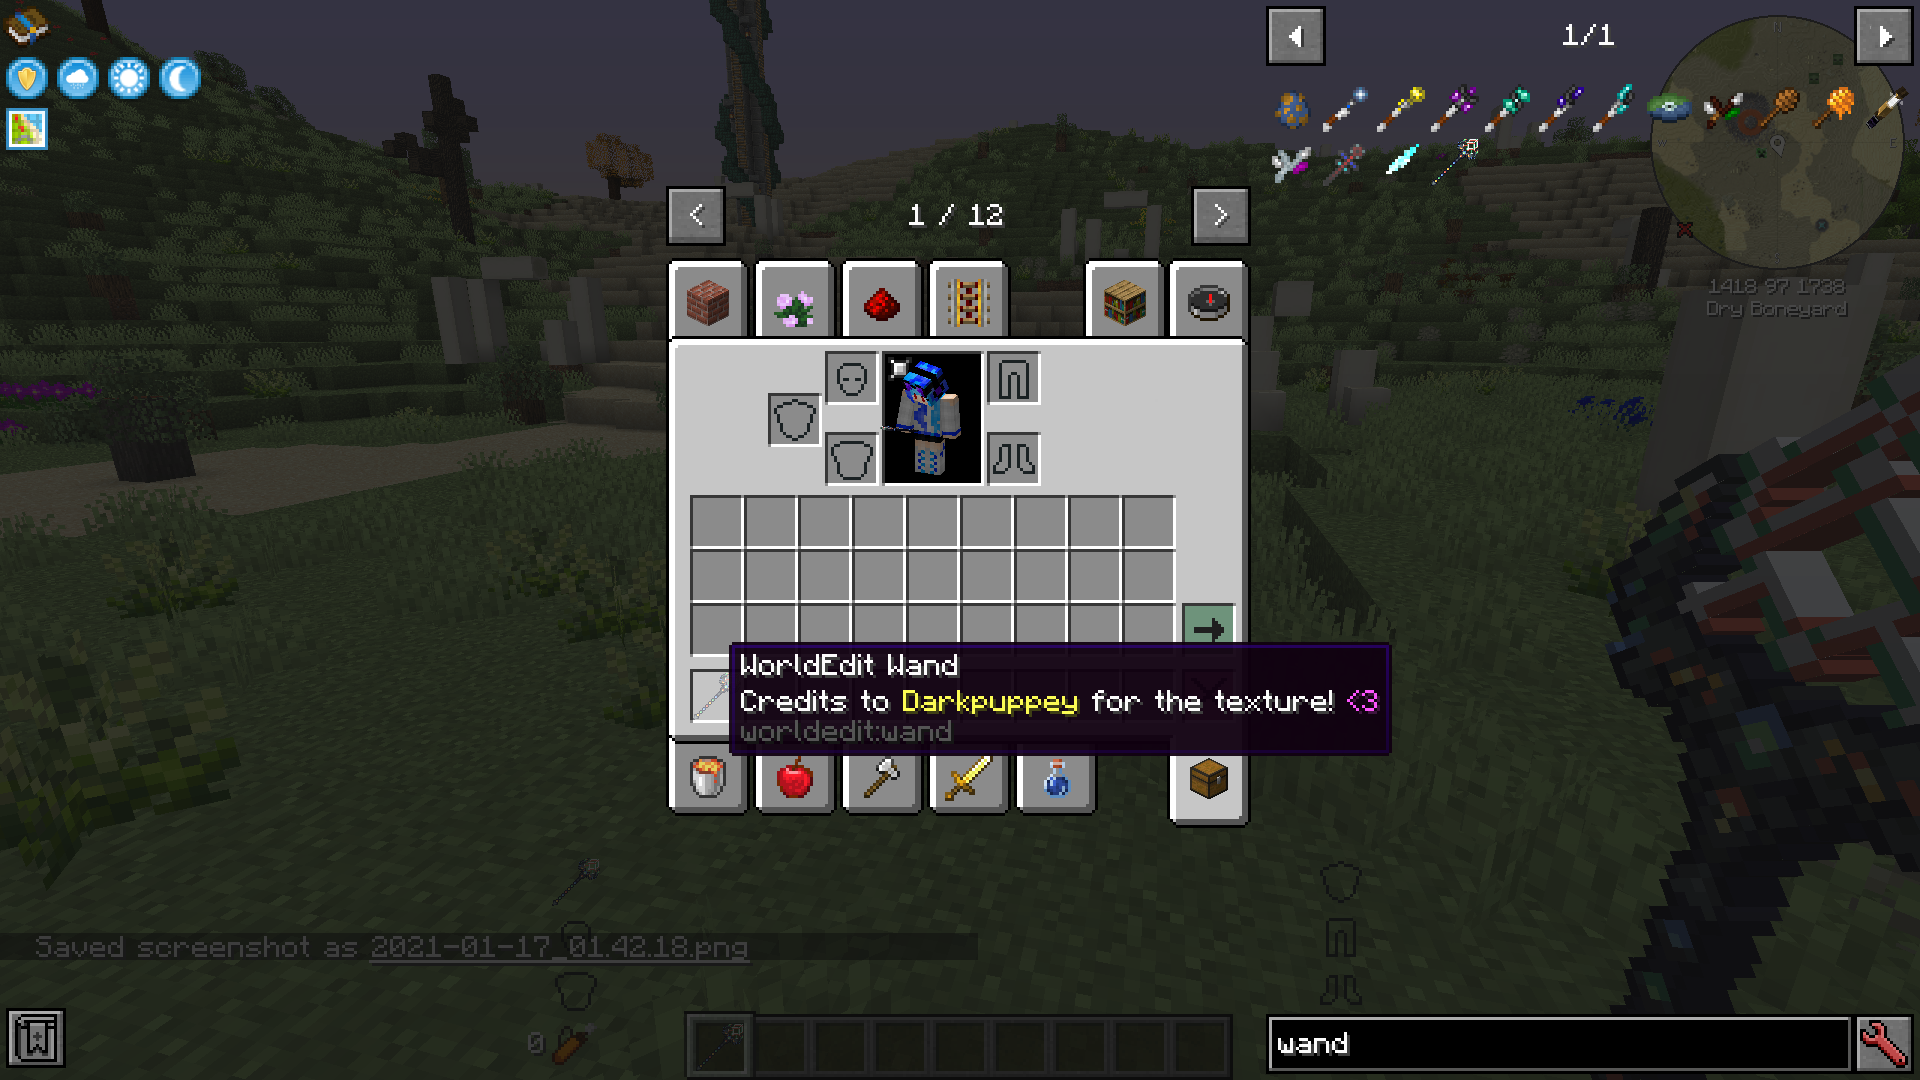 1/1
1 / 12
1418 97 1738
Dry Boneyard
WorldEdit Wand
Credits to Darkpuppey for the texture! <3
worldedit:wand
Saved screenshot as 2021-01-17_01.42.18.png
0
wand